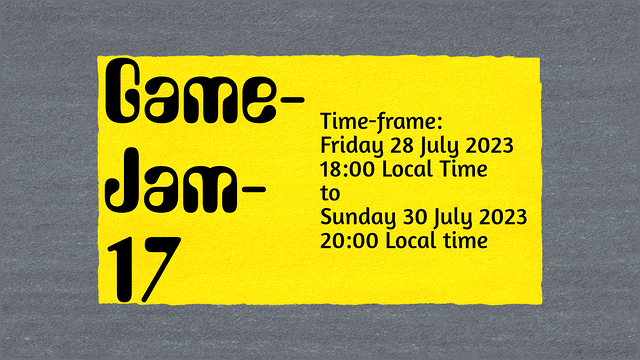 Game-
Jam-
17
Time-frame:
Friday 28 July 2023
18:00 Local Time
to
Sunday 30 July 2023
20:00 Local time